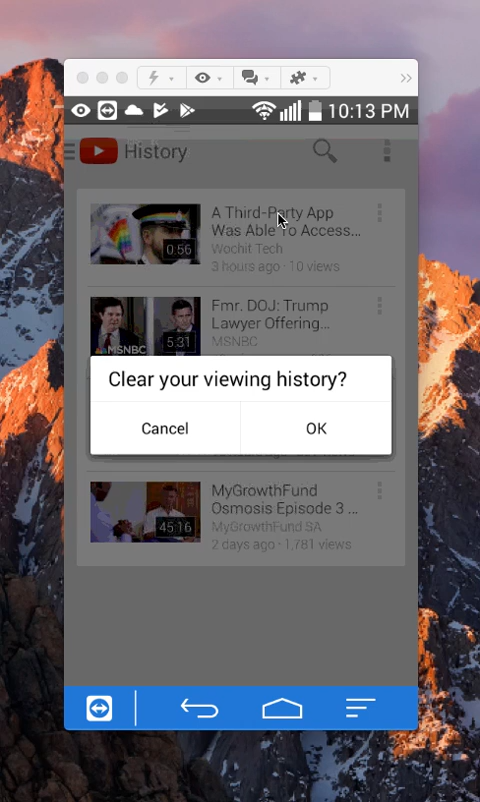 10:13 PM
History
A Third-Party App
Was Able To Access...
Wochit Tech
3 hours ago · 10 views
0:56
Fmr. DOJ: Trump
Lawyer Offering...
MSNBC
MSNBC
5:31
Clear your viewing history?
Cancel
OK
MyGrowthFund
Osmosis Episode 3 ...
MyGrowthFund SA
2 days ago · 1,781 views
45:16